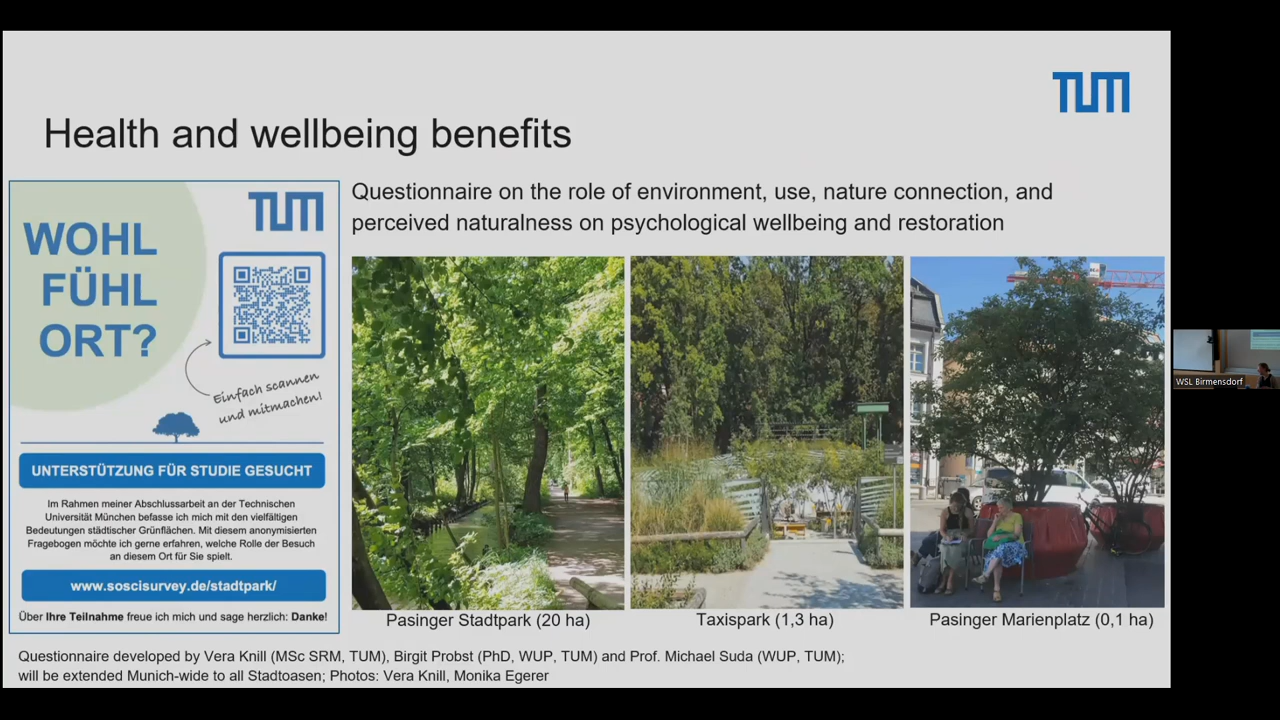 TUM
Health and wellbeing benefits
Questionnaire on the role of environment, use, nature connection, and
perceived naturalness on psychological wellbeing and restoration
TUM
WOHL
FÜHL
ORT?
Einfach scannen
und mitmachen!
UNTERSTÜTZUNG FÜR STUDIE GESUCHT
Im Rahmen meiner Abschlussarbeit an der Technischen
Universität München befasse ich mich mit den vielfältigen
Bedeutungen städtischer Grünflächen. Mit diesem anonymisierten
Fragebogen möchte ich gerne erfahren, welche Rolle der Besuch
an diesem Ort für Sie spielt.
www.soscisurvey.de/stadtpark/
Über Ihre Teilnahme freue ich mich und sage herzlich: Danke!
Pasinger Stadtpark (20 ha)
Taxispark (1,3 ha)
Pasinger Marienplatz (0,1 ha)
Questionnaire developed by Vera Knill (MSc SRM, TUM), Birgit Probst (PhD, WUP, TUM) and Prof. Michael Suda (WUP, TUM);
will be extended Munich-wide to all Stadtoasen; Photos: Vera Knill, Monika Egerer
WSL Birmensdorf